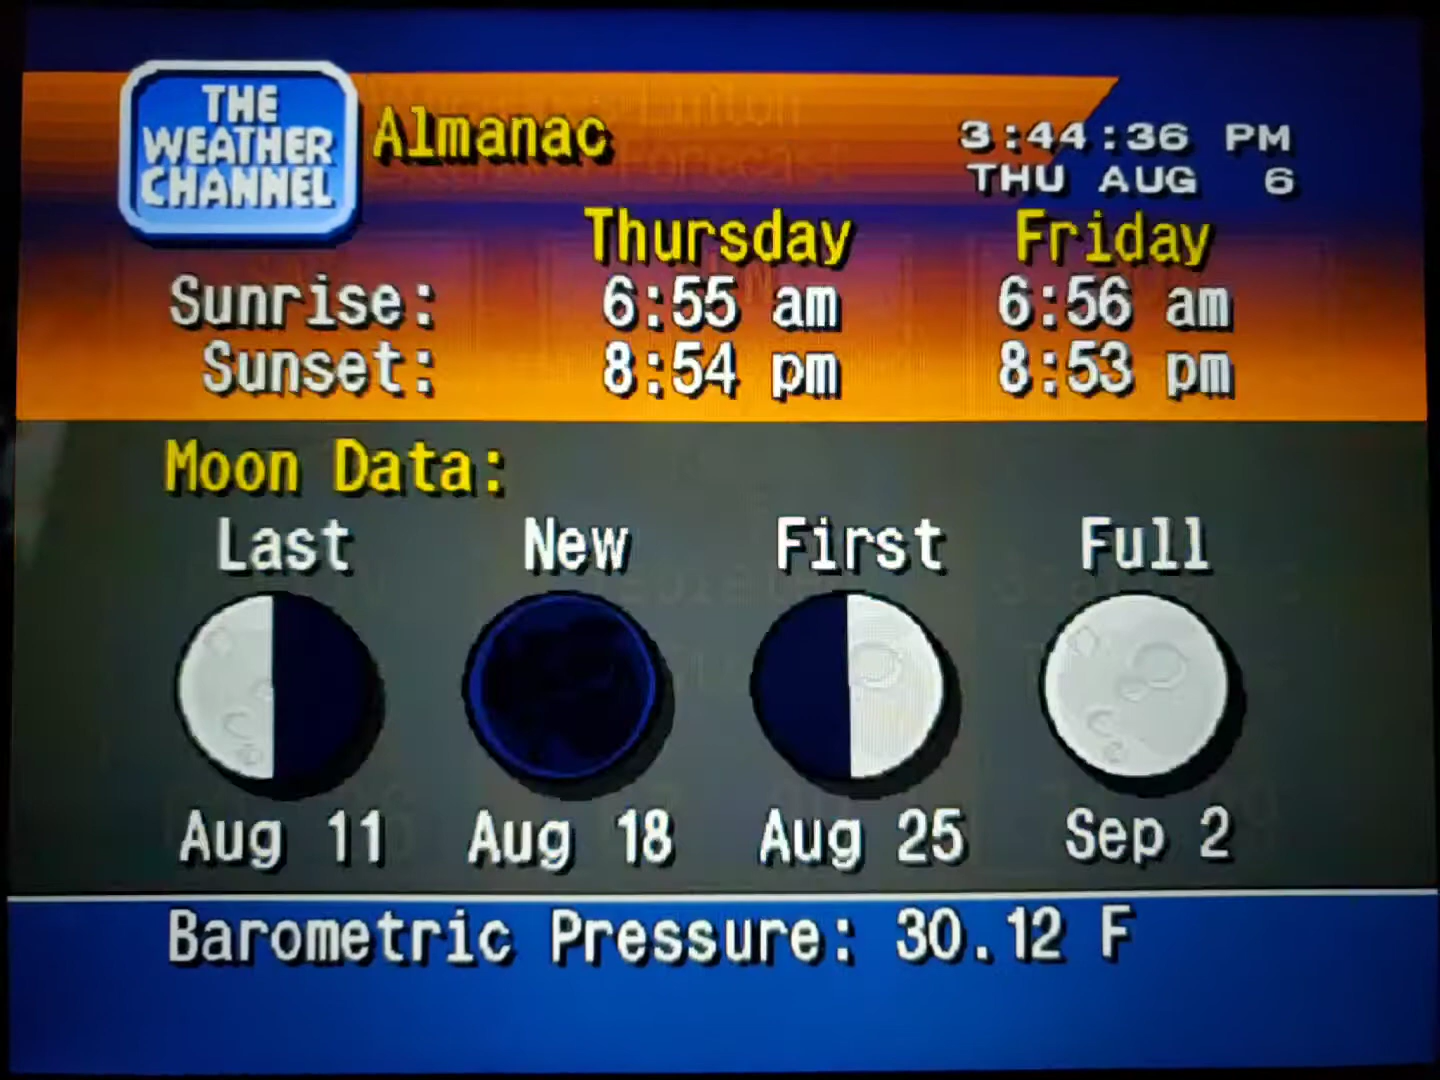 THE
WEATHER
CHANNEL
Almanac
3:44:36 PM
THU AUG 6
Thursday Friday
Sunrise: 6:55 am 6:56 am
Sunset: 8:54 pm 8:53 pm
Moon Data:
Last New First Full
Aug 11 Aug 18 Aug 25 Sep 2
Barometric Pressure: 30.12 F